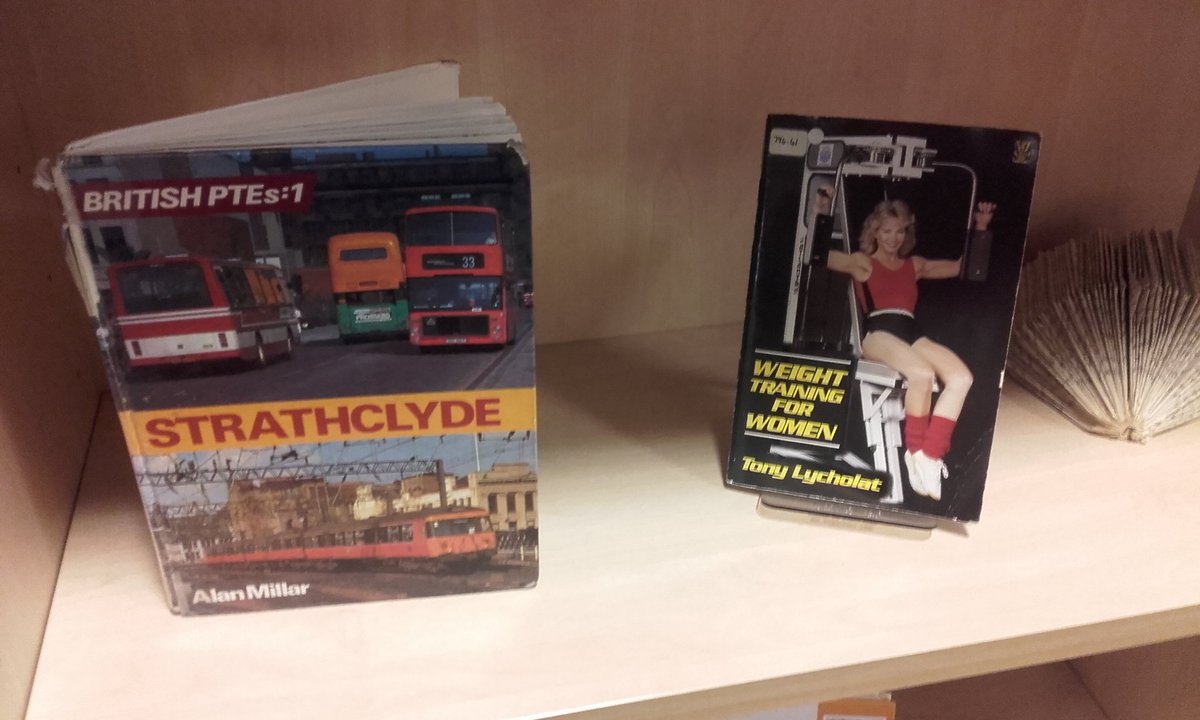 BRITISH PTEs:1
33
STRATHCLYDE
Alan Millar
796·41
WEIGHT
TRAINING
FOR
WOMEN
Tony Lycholat